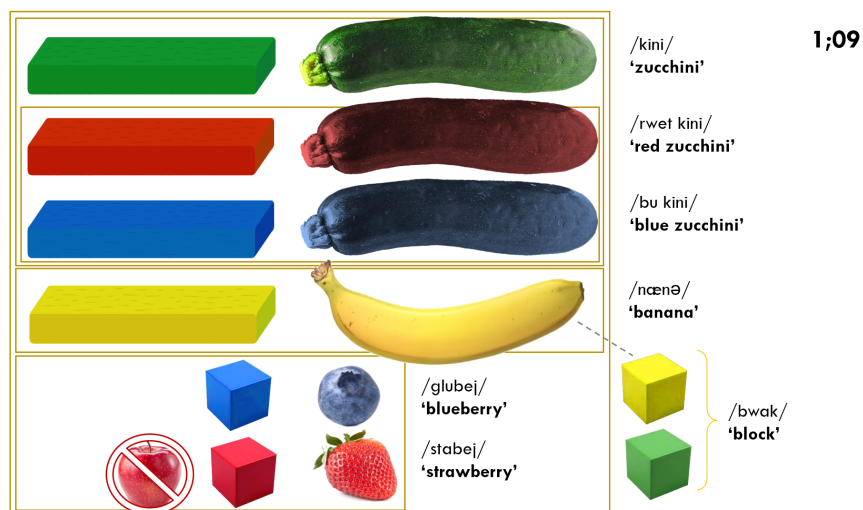 1;09
/kini/
‘zucchini’
/rwet kini/
‘red zucchini’
/bu kini/
‘blue zucchini’
/nænə/
‘banana’
/glubej/
‘blueberry’
/stabej/
‘strawberry’
/bwak/
‘block’